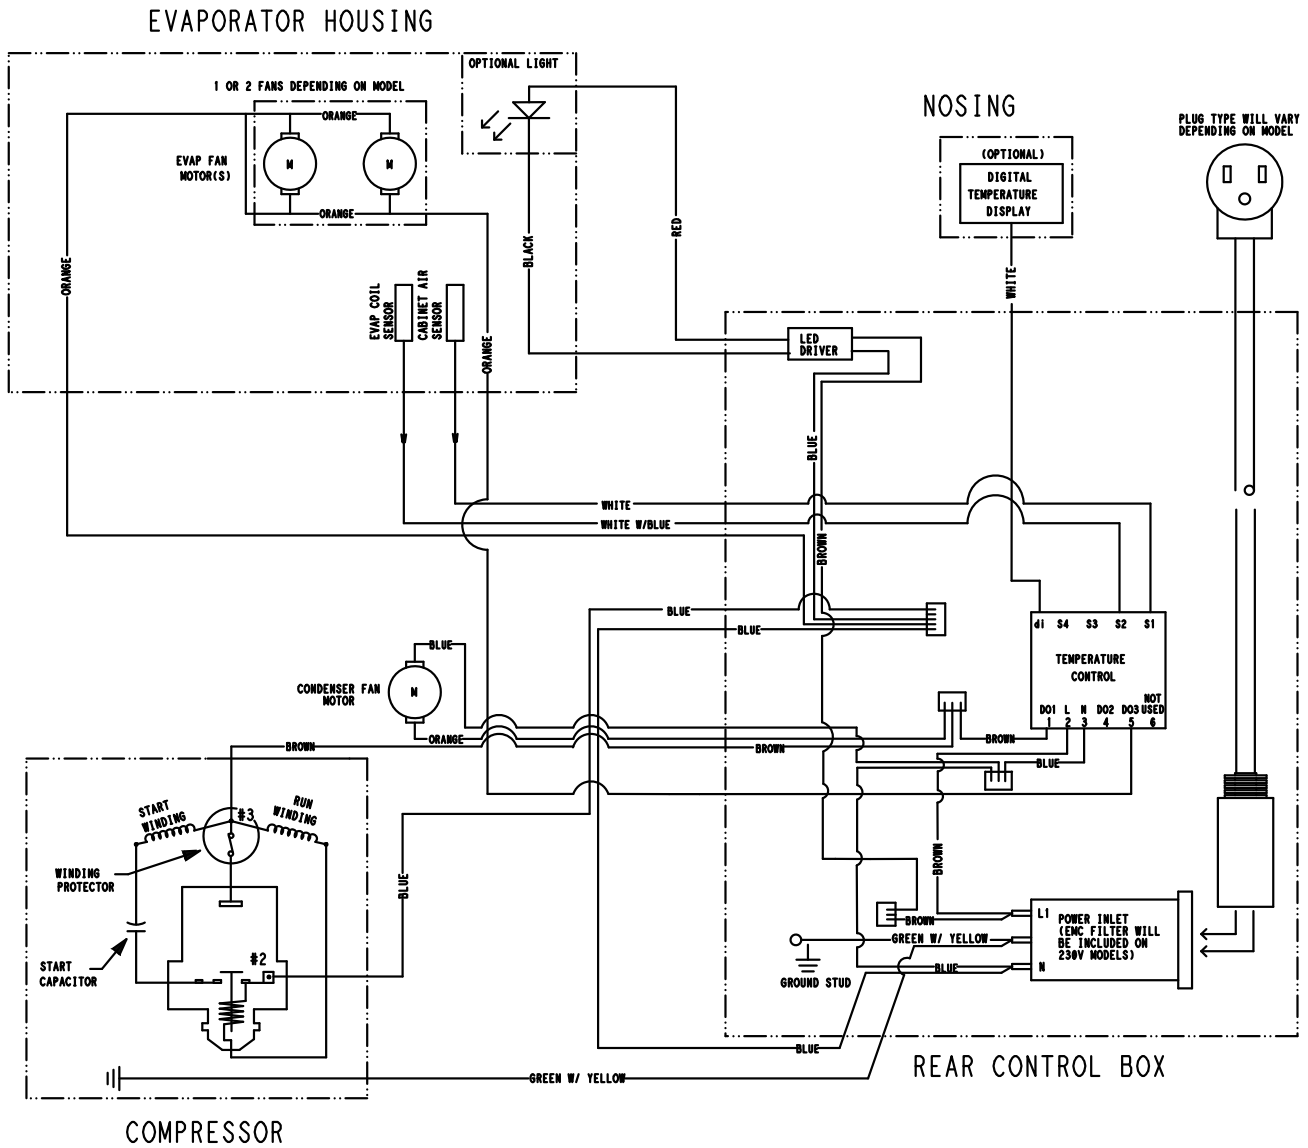 EVAPORATOR HOUSING
OPTIONAL LIGHT
1 OR 2 FANS DEPENDING ON MODEL
ORANGE
EVAP FAN
MOTOR(S)
M
M
ORANGE
ORANGE
BLACK
RED
EVAP COIL
SENSOR
CABINET AIR
SENSOR
ORANGE
NOSING
(OPTIONAL)
DIGITAL
TEMPERATURE
DISPLAY
WHITE
PLUG TYPE WILL VARY
DEPENDING ON MODEL
LED
DRIVER
BLUE
BROWN
WHITE
WHITE W/BLUE
BLUE
BLUE
BLUE
CONDENSER FAN
MOTOR
M
ORANGE
BROWN
BROWN
di S4 S3 S2 S1
TEMPERATURE
CONTROL
NOT
DO1 L N DO2 DO3 USED
1 2 3 4 5 6
BROWN
BLUE
START
WINDING
#3
RUN
WINDING
WINDING
PROTECTOR
START
CAPACITOR
#2
BLUE
BROWN
BROWN
GREEN W/ YELLOW
BLUE
GROUND STUD
L1
N
POWER INLET
(EMC FILTER WILL
BE INCLUDED ON
230V MODELS)
BLUE
GREEN W/ YELLOW
REAR CONTROL BOX
COMPRESSOR